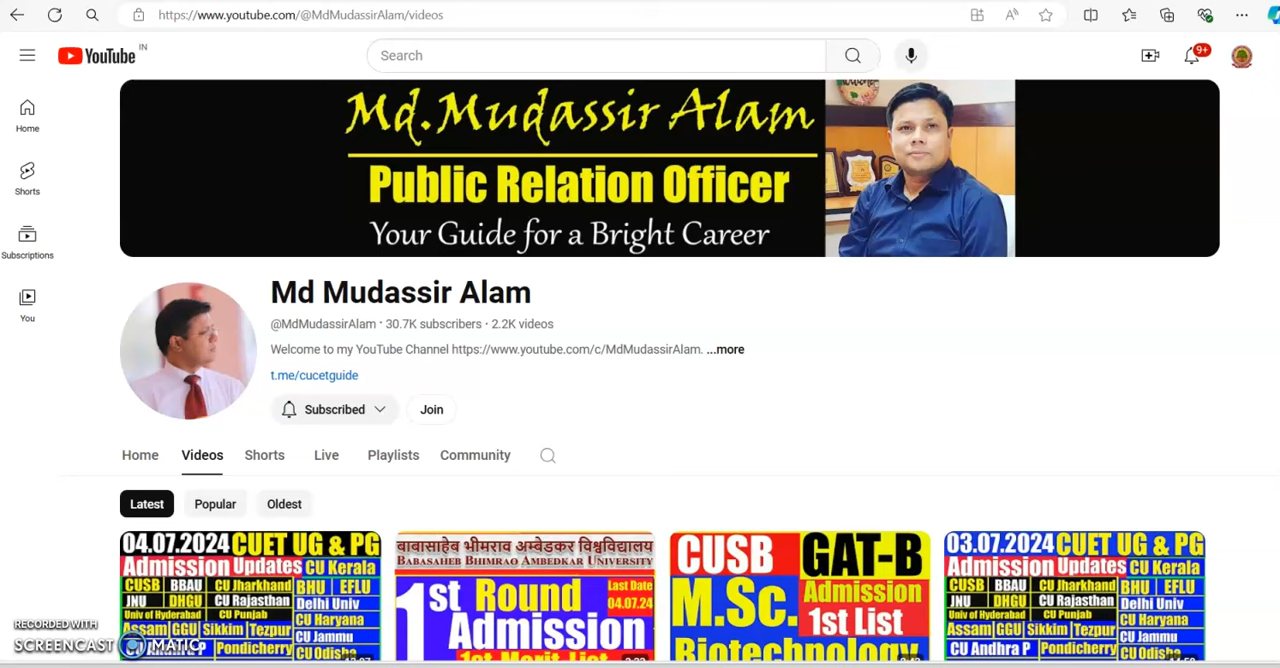 https://www.youtube.com/@MdMudassirAlam/videos
YouTube IN
Search
9+
Home
Shorts
Subscriptions
You
Md.Mudassir Alam
Public Relation Officer
Your Guide for a Bright Career
Md Mudassir Alam
@MdMudassirAlam · 30.7K subscribers · 2.2K videos
Welcome to my YouTube Channel https://www.youtube.com/c/MdMudassirAlam. ...more
t.me/cucetguide
Subscribed
Join
Home Videos Shorts Live Playlists Community
Latest Popular Oldest
04.07.2024 CUET UG & PG
Admission Updates CU Kerala
CUSB BBAU CU Jharkhand BHU EFLU
JNU DHGU CU Rajasthan Delhi Univ
Univ of Hyderabad CU Punjab CU Haryana
Assam GGU Sikkim Tezpur CU Jammu
Pondicherry CU Odisha
बाबासाहेब भीमराव अम्बेडकर विश्वविद्यालय
BABASAHEB BHIMRAO AMBEDKAR UNIVERSITY
1st Round Last Date
04.07.24
Admission
1st Merit List
CUSB GAT-B
M.Sc. Admission
1st List
Biotechnology
03.07.2024 CUET UG & PG
Admission Updates CU Kerala
CUSB BBAU CU Jharkhand BHU EFLU
JNU DHGU CU Rajasthan Delhi Univ
Univ of Hyderabad CU Punjab CU Haryana
Assam GGU Sikkim Tezpur CU Jammu
CU Andhra P Pondicherry CU Odisha
RECORDED WITH
SCREENCAST MATIC